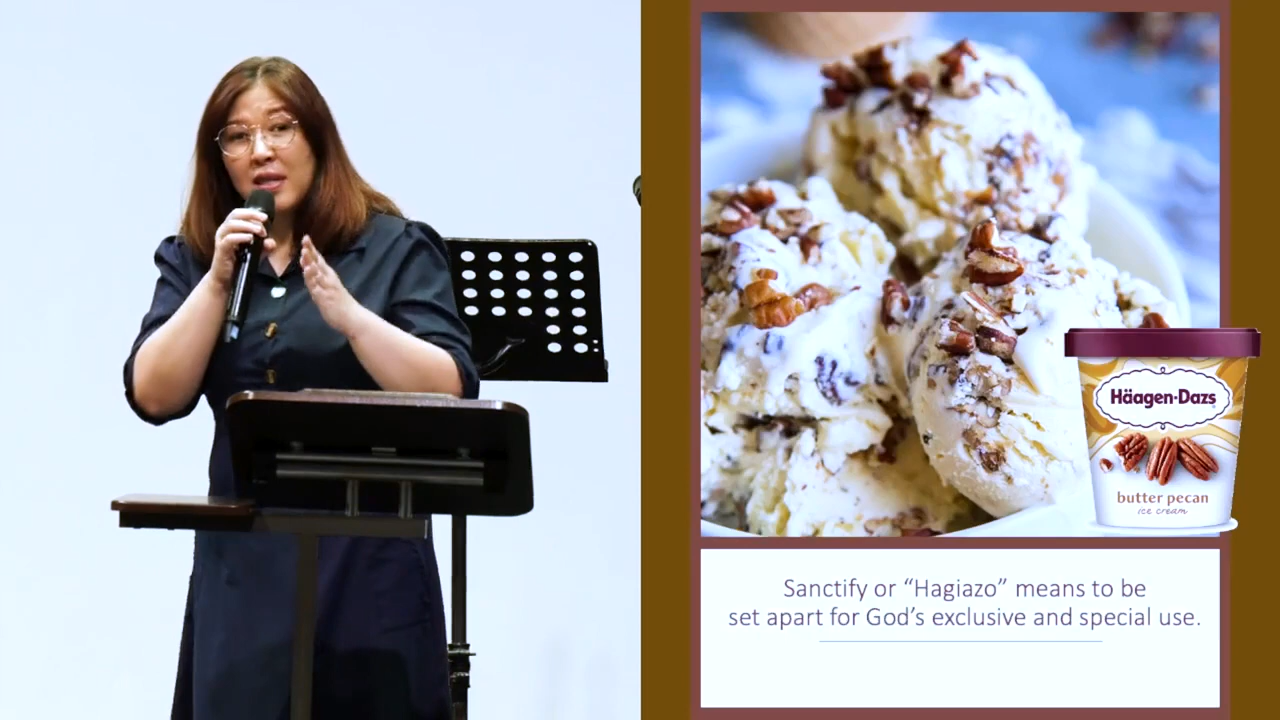 Häagen-Dazs
butter pecan
ice cream
Sanctify or “Hagiazo” means to be
set apart for God’s exclusive and special use.